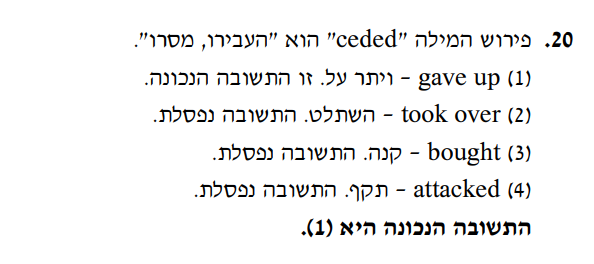 20. פירוש המילה "ceded" הוא "העבירו, מסרו".
(1) gave up – ויתר על. זו התשובה הנכונה.
(2) took over – השתלט. התשובה נפסלת.
(3) bought – קנה. התשובה נפסלת.
(4) attacked – תקף. התשובה נפסלת.
התשובה הנכונה היא (1).